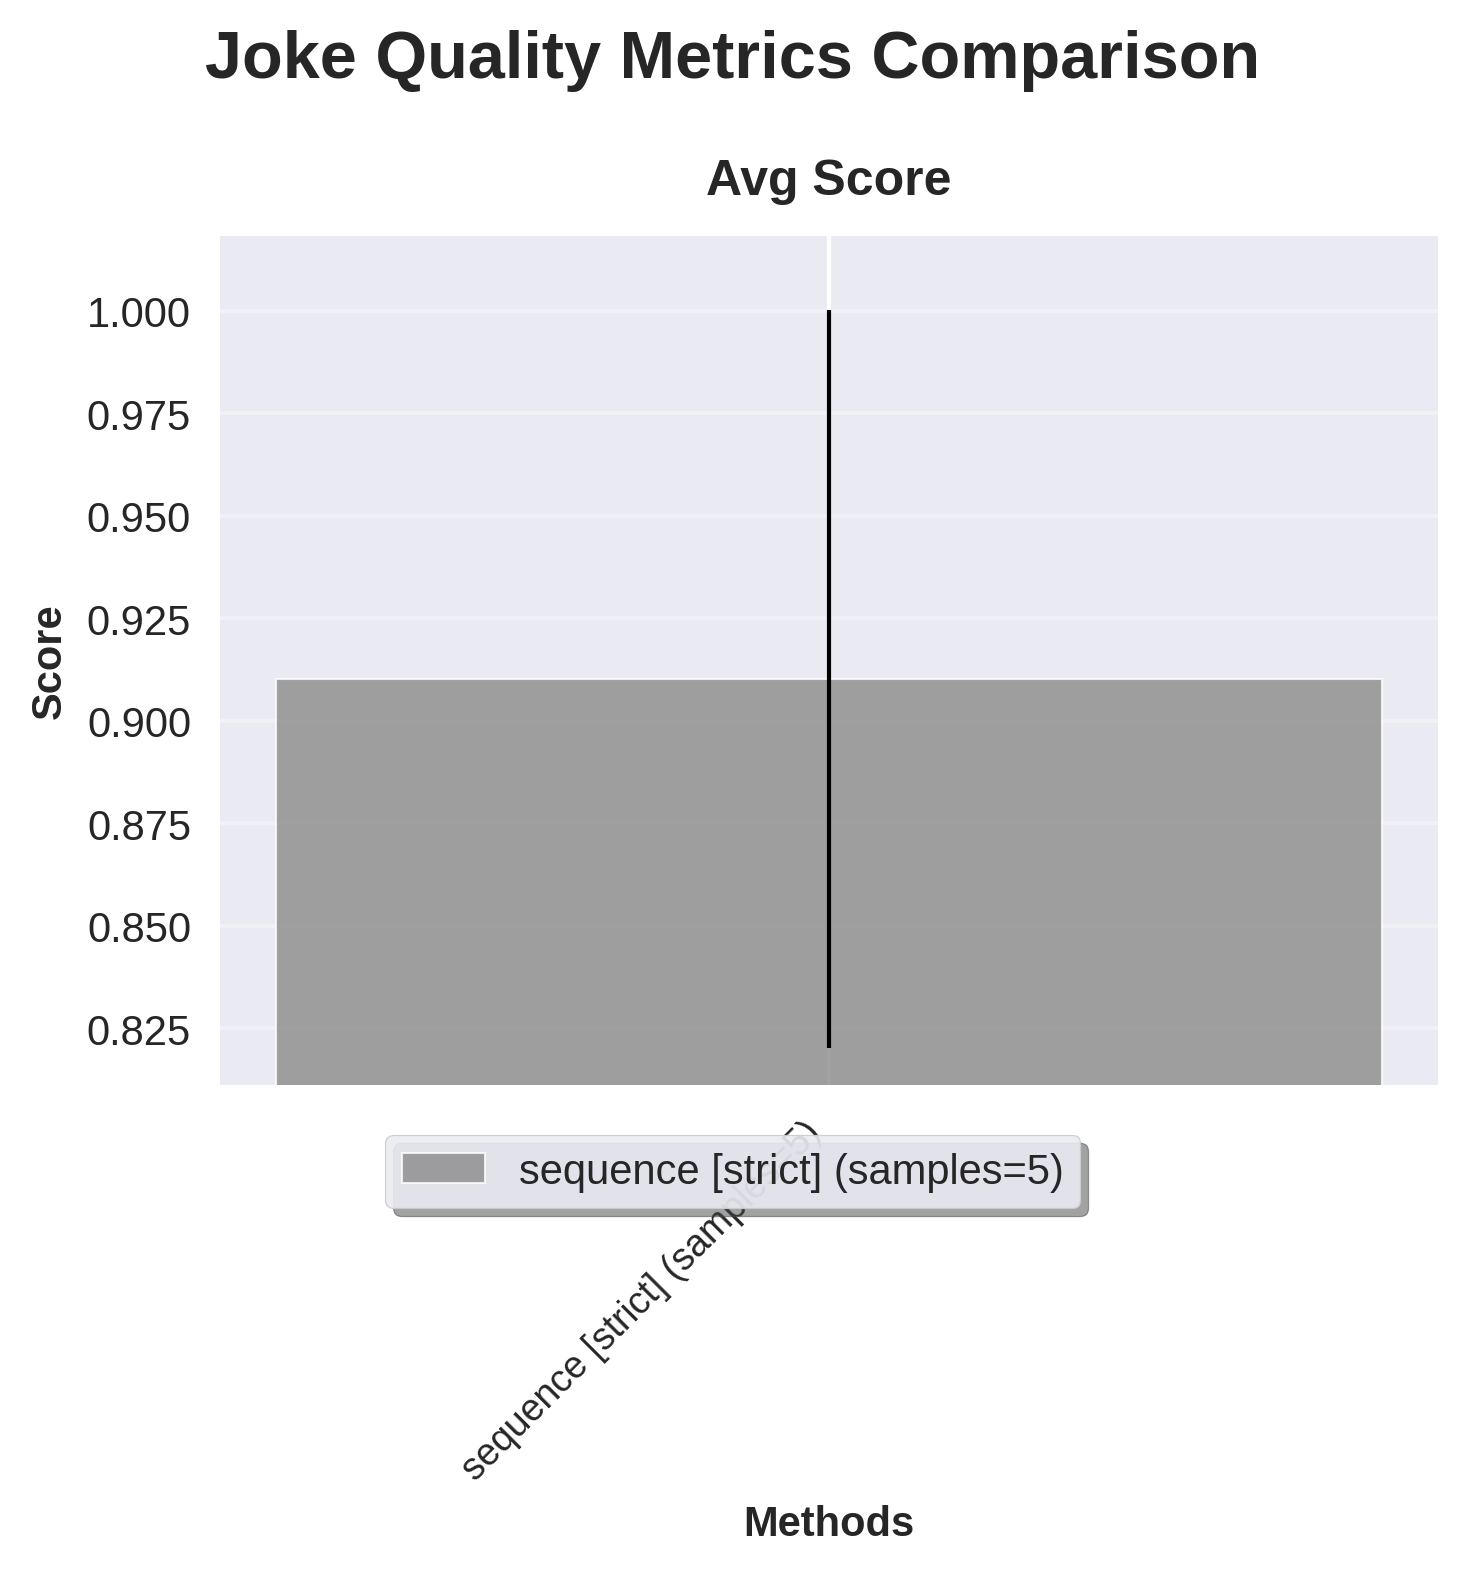 Joke Quality Metrics Comparison
Avg Score
1.000
0.975
0.950
0.925
0.900
0.875
0.850
0.825
Score
sequence [strict] (samples=5)
sequence [strict] (samples=5)
Methods